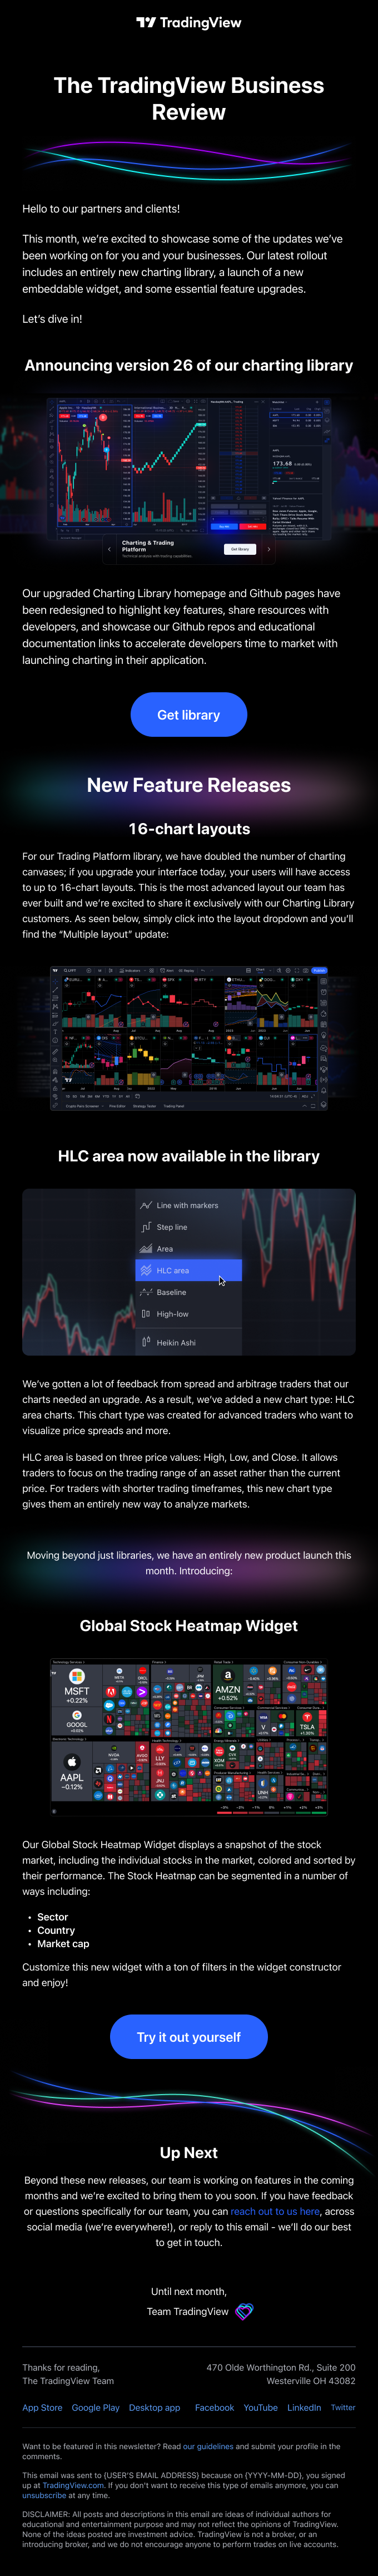 TradingView
The TradingView Business
Review
Hello to our partners and clients!
This month, we're excited to showcase some of the updates we've
been working on for you and your businesses. Our latest rollout
includes an entirely new charting library, a launch of a new
embeddable widget, and some essential feature upgrades.
Let's dive in!
Announcing version 26 of our charting library
173.68
Charting & Trading
Platform
Technical analysis with trading capabilities
Get library
Our upgraded Charting Library homepage and Github pages have
been redesigned to highlight key features, share resources with
developers, and showcase our Github repos and educational
documentation links to accelerate developers time to market with
launching charting in their application.
Get library
New Feature Releases
16-chart layouts
For our Trading Platform library, we have doubled the number of charting
canvases; if you upgrade your interface today, your users will have access
to up to 16-chart layouts. This is the most advanced layout our team has
ever built and we're excited to share it exclusively with our Charting Library
customers. As seen below, simply click into the layout dropdown and you'll
find the "Multiple layout" update:
HLC area now available in the library
Line with markers
Step line
Area
HLC area
Baseline
High-low
Heikin Ashi
We've gotten a lot of feedback from spread and arbitrage traders that our
charts needed an upgrade. As a result, we've added a new chart type: HLC
area charts. This chart type was created for advanced traders who want to
visualize price spreads and more.
HLC area is based on three price values: High, Low, and Close. It allows
traders to focus on the trading range of an asset rather than the current
price. For traders with shorter trading timeframes, this new chart type
gives them an entirely new way to analyze markets.
Moving beyond just libraries, we have an entirely new product launch this
month. Introducing:
Global Stock Heatmap Widget
MSFT
+0.22%
GOOGL
AAPL
−0.12%
NVDA
LLY
JNJ
AMZN
+0.52%
V
TSLA
XOM
UNH
Our Global Stock Heatmap Widget displays a snapshot of the stock
market, including the individual stocks in the market, colored and sorted by
their performance. The Stock Heatmap can be segmented in a number of
ways including:
• Sector
• Country
• Market cap
Customize this new widget with a ton of filters in the widget constructor
and enjoy!
Try it out yourself
Up Next
Beyond these new releases, our team is working on features in the coming
months and we're excited to bring them to you soon. If you have feedback
or questions specifically for our team, you can reach out to us here, across
social media (we're everywhere!), or reply to this email - we'll do our best
to get in touch.
Until next month,
Team TradingView
Thanks for reading,
The TradingView Team
470 Olde Worthington Rd., Suite 200
Westerville OH 43082
App Store Google Play Desktop app Facebook YouTube LinkedIn Twitter
Want to be featured in this newsletter? Read our guidelines and submit your profile in the
comments.
This email was sent to {USER'S EMAIL ADDRESS} because on {YYYY-MM-DD}, you signed
up at TradingView.com. If you don't want to receive this type of emails anymore, you can
unsubscribe at any time.
DISCLAIMER: All posts and descriptions in this email are ideas of individual authors for
educational and entertainment purpose and may not reflect the opinions of TradingView.
None of the ideas posted are investment advice. TradingView is not a broker, or an
introducing broker, and we do not encourage anyone to perform trades on live accounts.